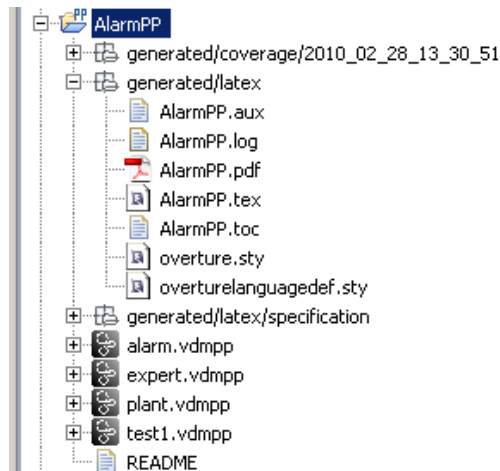 AlarmPP
generated/coverage/2010_02_28_13_30_51
generated/latex
AlarmPP.aux
AlarmPP.log
AlarmPP.pdf
AlarmPP.tex
AlarmPP.toc
overture.sty
overturelanguagedef.sty
generated/latex/specification
alarm.vdmpp
expert.vdmpp
plant.vdmpp
test1.vdmpp
README